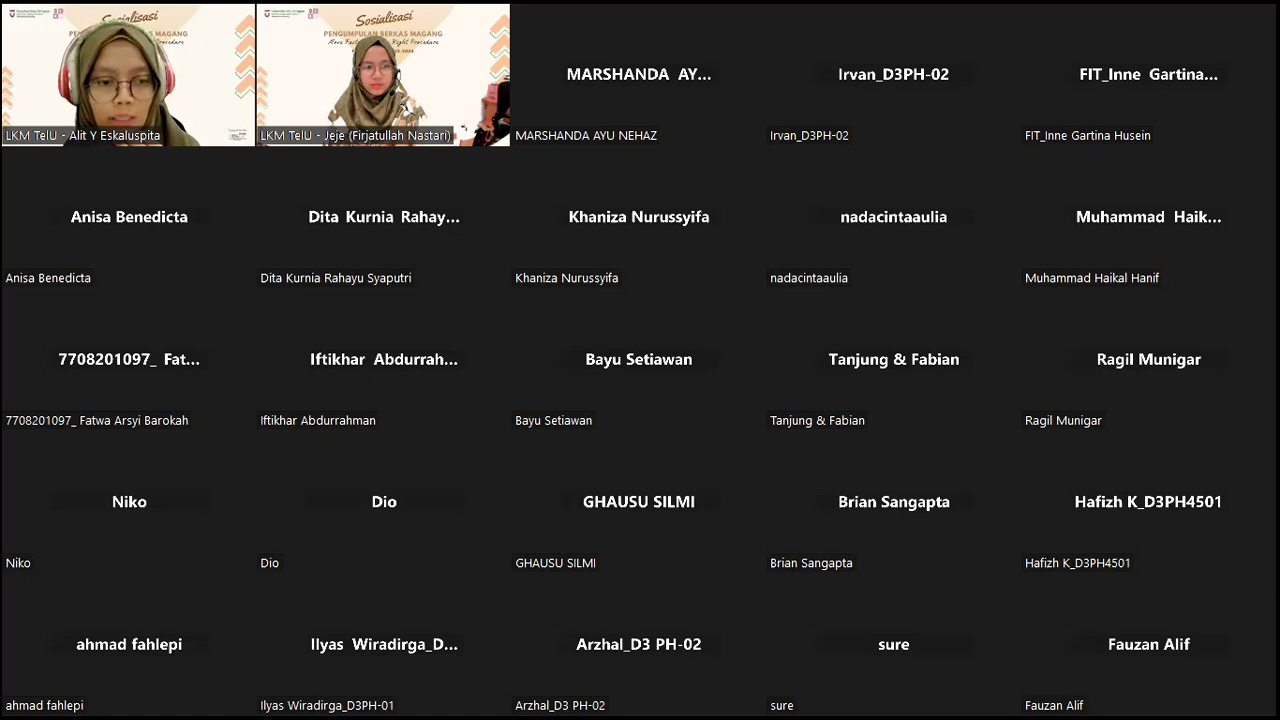 Sosialisasi
PENGUMPULAN BERKAS MAGANG
LKM TelU - Alit Y Eskaluspita
Sosialisasi
PENGUMPULAN BERKAS MAGANG
Procedure
LKM TelU - Jeje (Firjatullah Nastari)
MARSHANDA AY...
MARSHANDA AYU NEHAZ
Irvan_D3PH-02
Irvan_D3PH-02
FIT_Inne Gartina...
FIT_Inne Gartina Husein
Anisa Benedicta
Anisa Benedicta
Dita Kurnia Rahay...
Dita Kurnia Rahayu Syaputri
Khaniza Nurussyifa
Khaniza Nurussyifa
nadacintaaulia
nadacintaaulia
Muhammad Haik...
Muhammad Haikal Hanif
7708201097_ Fat...
7708201097_ Fatwa Arsyi Barokah
Iftikhar Abdurrah...
Iftikhar Abdurrahman
Bayu Setiawan
Bayu Setiawan
Tanjung & Fabian
Tanjung & Fabian
Ragil Munigar
Ragil Munigar
Niko
Niko
Dio
Dio
GHAUSU SILMI
GHAUSU SILMI
Brian Sangapta
Brian Sangapta
Hafizh K_D3PH4501
Hafizh K_D3PH4501
ahmad fahlepi
ahmad fahlepi
Ilyas Wiradirga_D...
Ilyas Wiradirga_D3PH-01
Arzhal_D3 PH-02
Arzhal_D3 PH-02
sure
sure
Fauzan Alif
Fauzan Alif